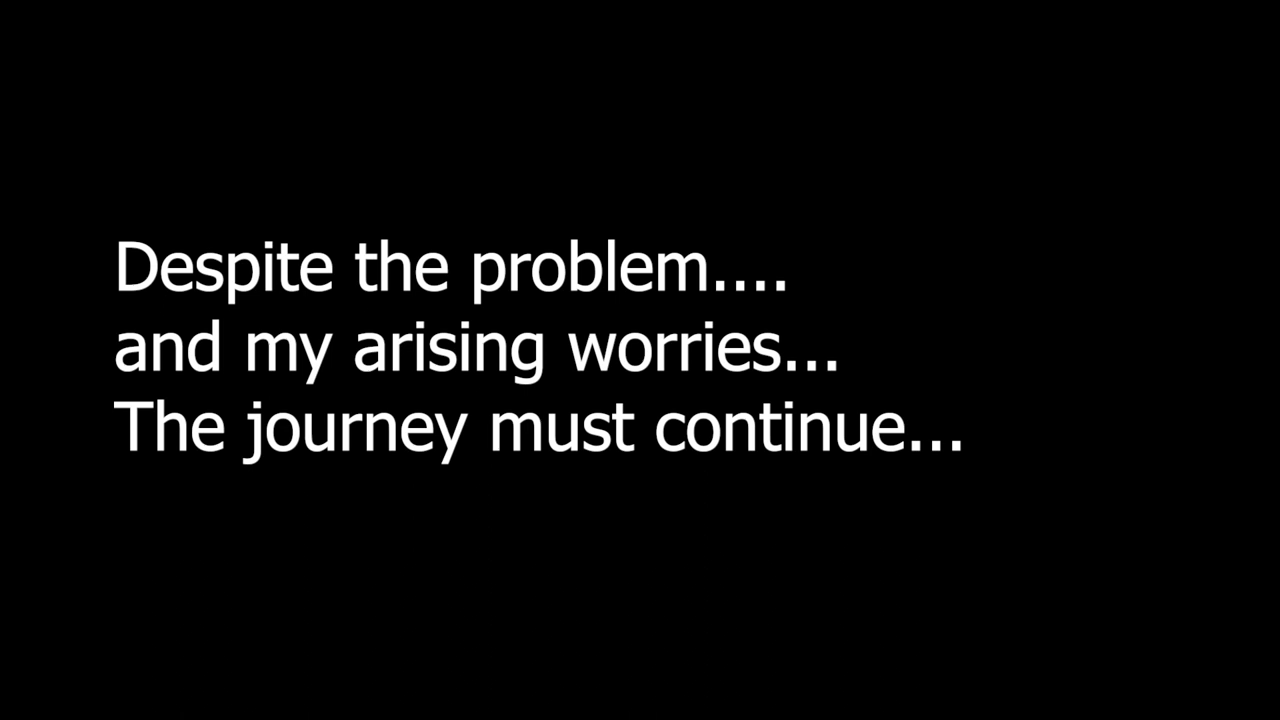 Despite the problem....
and my arising worries...
The journey must continue...